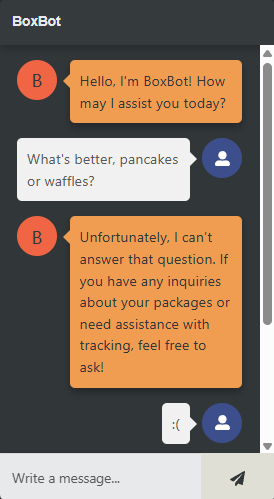 BoxBot
B
Hello, I'm BoxBot! How
may I assist you today?
What's better, pancakes
or waffles?
B
Unfortunately, I can't
answer that question. If
you have any inquiries
about your packages or
need assistance with
tracking, feel free to
ask!
:(
Write a message...